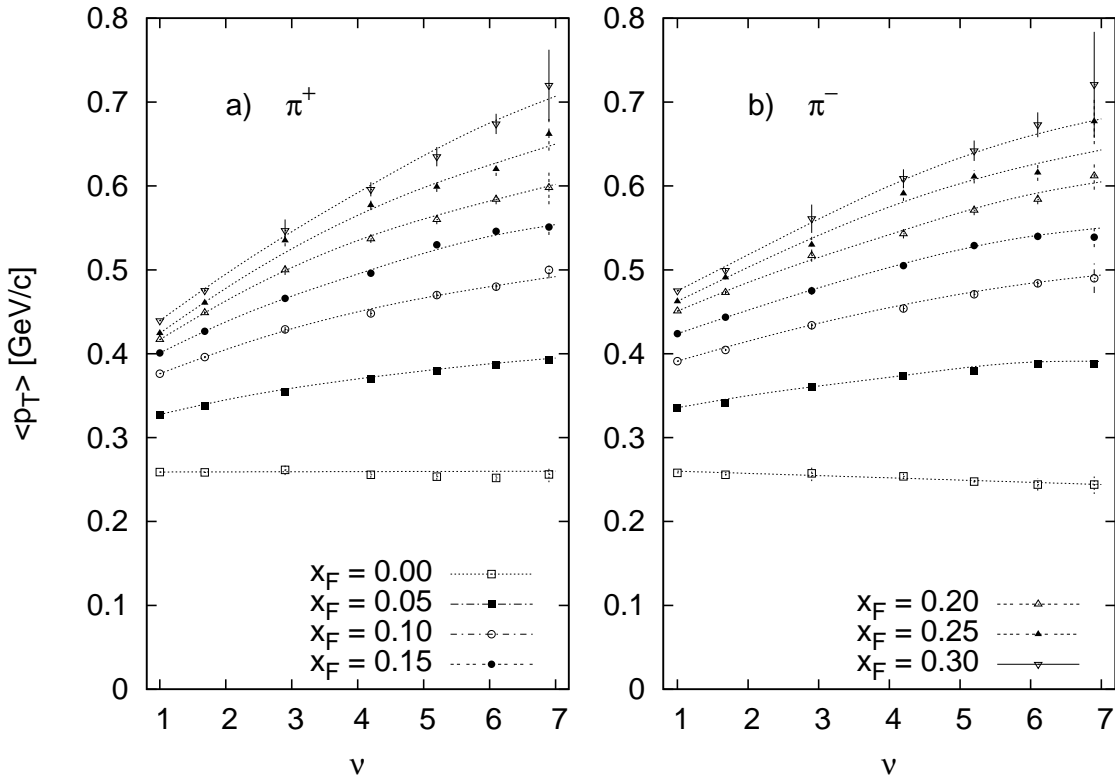 0.8
0.7
0.6
0.5
0.4
0.3
0.2
0.1
0
<p_T> [GeV/c]
a) π⁺
x_F = 0.00
x_F = 0.05
x_F = 0.10
x_F = 0.15
1 2 3 4 5 6 7
ν
0.8
0.7
0.6
0.5
0.4
0.3
0.2
0.1
0
b) π⁻
x_F = 0.20
x_F = 0.25
x_F = 0.30
1 2 3 4 5 6 7
ν